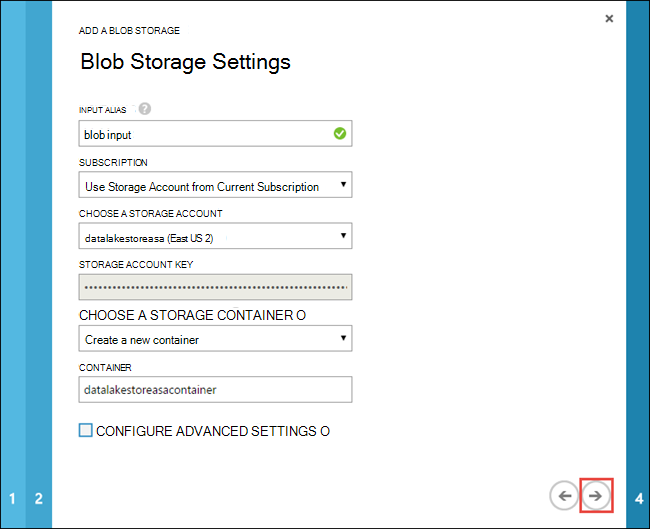 ADD A BLOB STORAGE
Blob Storage Settings
INPUT ALIAS ?
blob input
SUBSCRIPTION
Use Storage Account from Current Subscription
CHOOSE A STORAGE ACCOUNT
datalakestoreasa (East US 2)
STORAGE ACCOUNT KEY
CHOOSE A STORAGE CONTAINER O
Create a new container
CONTAINER
datalakestoreasacontainer
CONFIGURE ADVANCED SETTINGS O
1 2 4